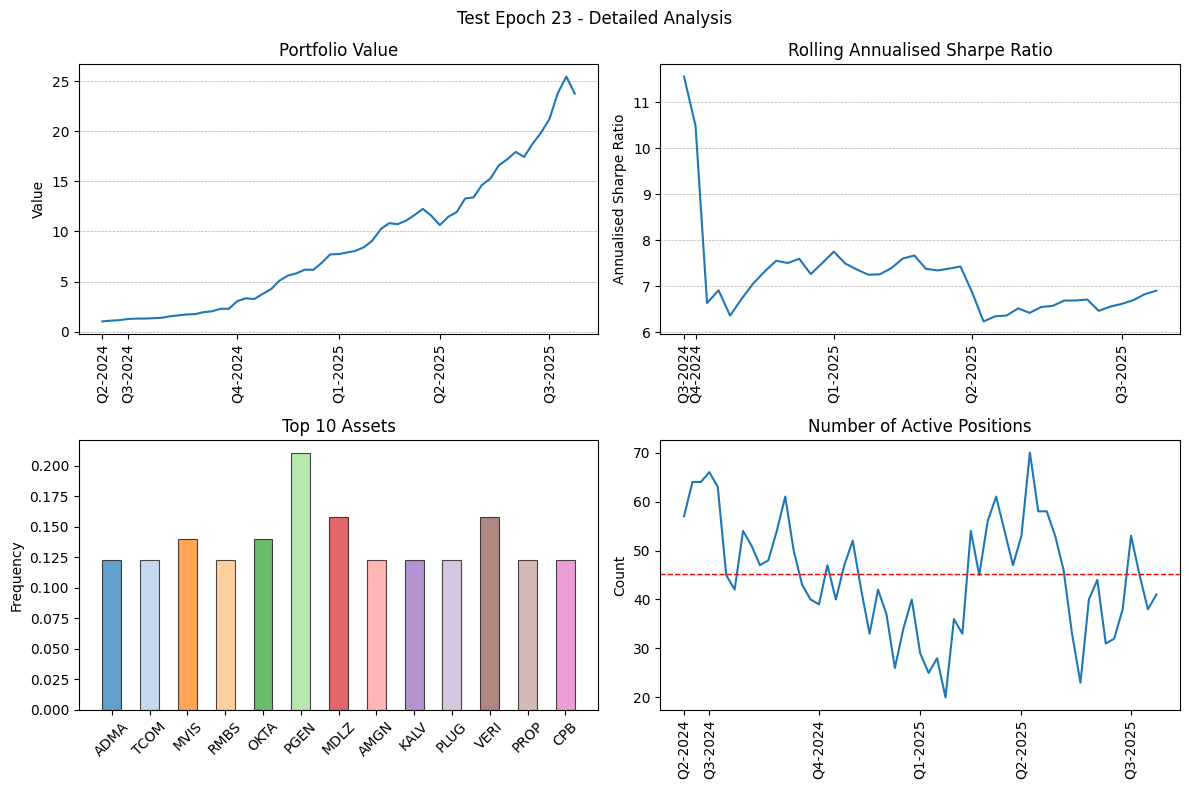 Test Epoch 23 - Detailed Analysis
Portfolio Value
Value
25
20
15
10
5
0
Q2-2024
Q3-2024
Q4-2024
Q1-2025
Q2-2025
Q3-2025
Rolling Annualised Sharpe Ratio
Annualised Sharpe Ratio
11
10
9
8
7
6
Q3-2024
Q4-2024
Q1-2025
Q2-2025
Q3-2025
Top 10 Assets
Frequency
0.200
0.175
0.150
0.125
0.100
0.075
0.050
0.025
0.000
ADMA
TCOM
MVIS
RMBS
OKTA
PGEN
MDLZ
AMGN
KALV
PLUG
VERI
PROP
CPB
Number of Active Positions
Count
70
60
50
40
30
20
Q2-2024
Q3-2024
Q4-2024
Q1-2025
Q2-2025
Q3-2025